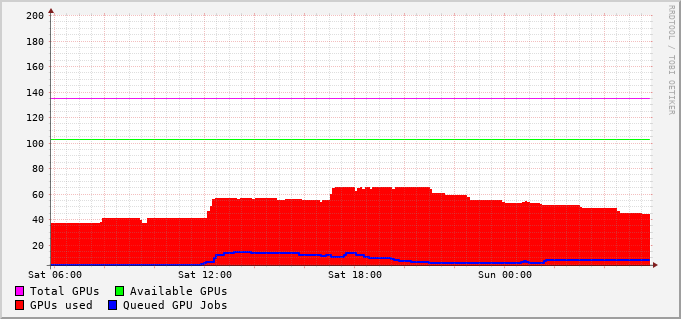 200
180
160
140
120
100
80
60
40
20
Sat 06:00 Sat 12:00 Sat 18:00 Sun 00:00
Total GPUs Available GPUs
GPUs used Queued GPU Jobs
RRDTOOL / TOBI OETIKER